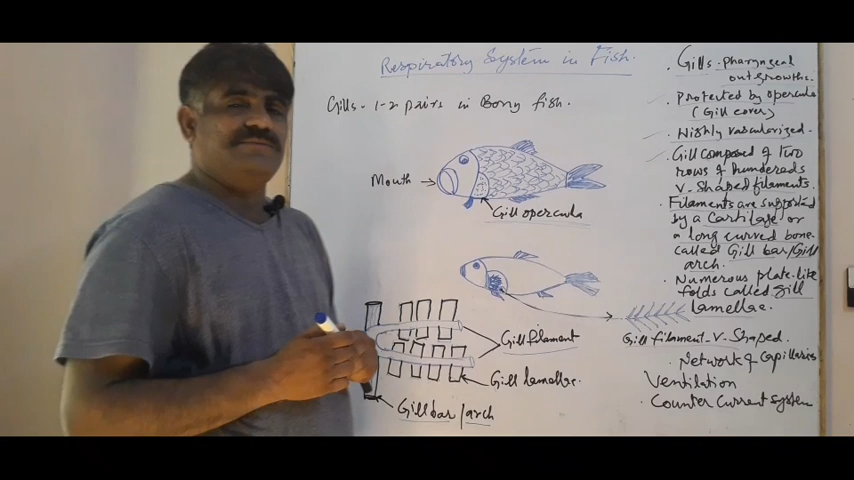 Respiratory System in Fish.
Gills - 1-2 pairs in Bony fish.
Mouth
Gill opercula
Gill filament
Gill lamellae.
Gill bar/arch
. Gills - pharyngeal
outgrowths.
. Protected by opercula
(Gill cover)
. Highly vascularized.
. Gill composed of two
rows of hundereds
V-shaped filaments.
. Filaments are supported
by a Cartilage or
a long curved bone
called Gill bar/Gill
arch.
. Numerous plate-like
folds called gill
lamellae.
Gill filament - V-Shaped.
. Network of Capillaries
Ventilation
. Counter Current system